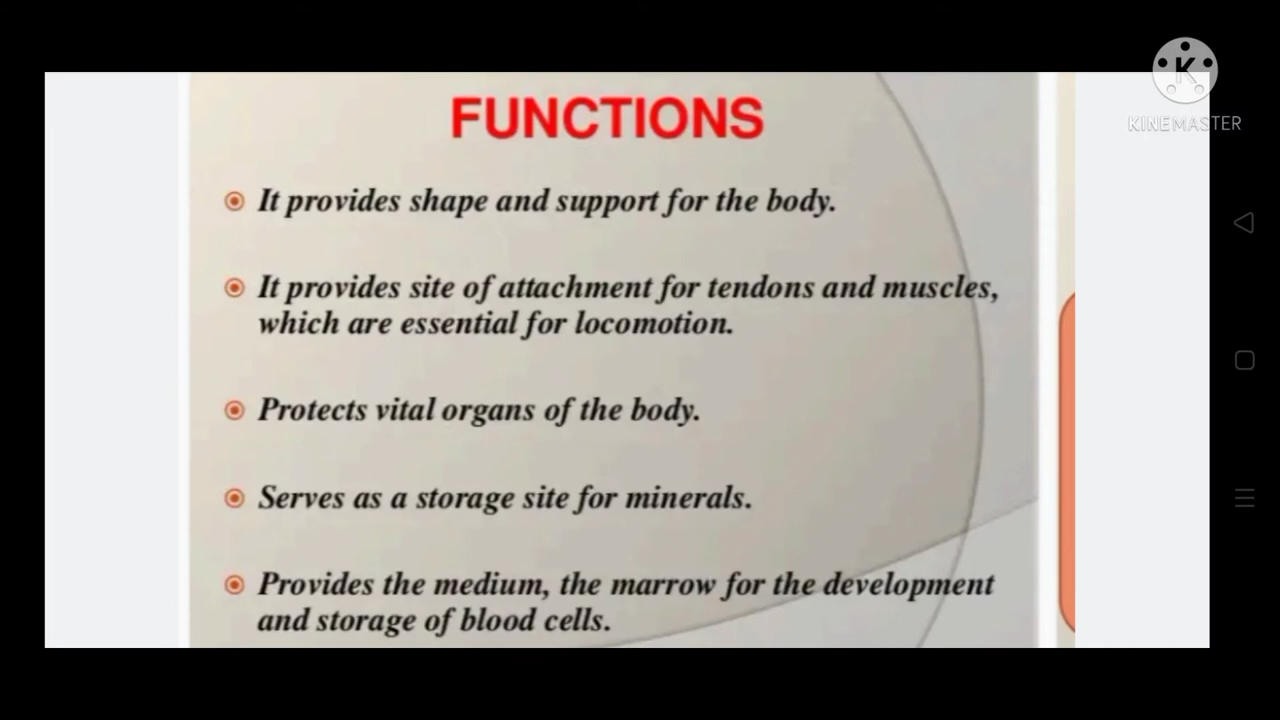 FUNCTIONS
It provides shape and support for the body.
It provides site of attachment for tendons and muscles,
which are essential for locomotion.
Protects vital organs of the body.
Serves as a storage site for minerals.
Provides the medium, the marrow for the development
and storage of blood cells.
K
KINEMASTER